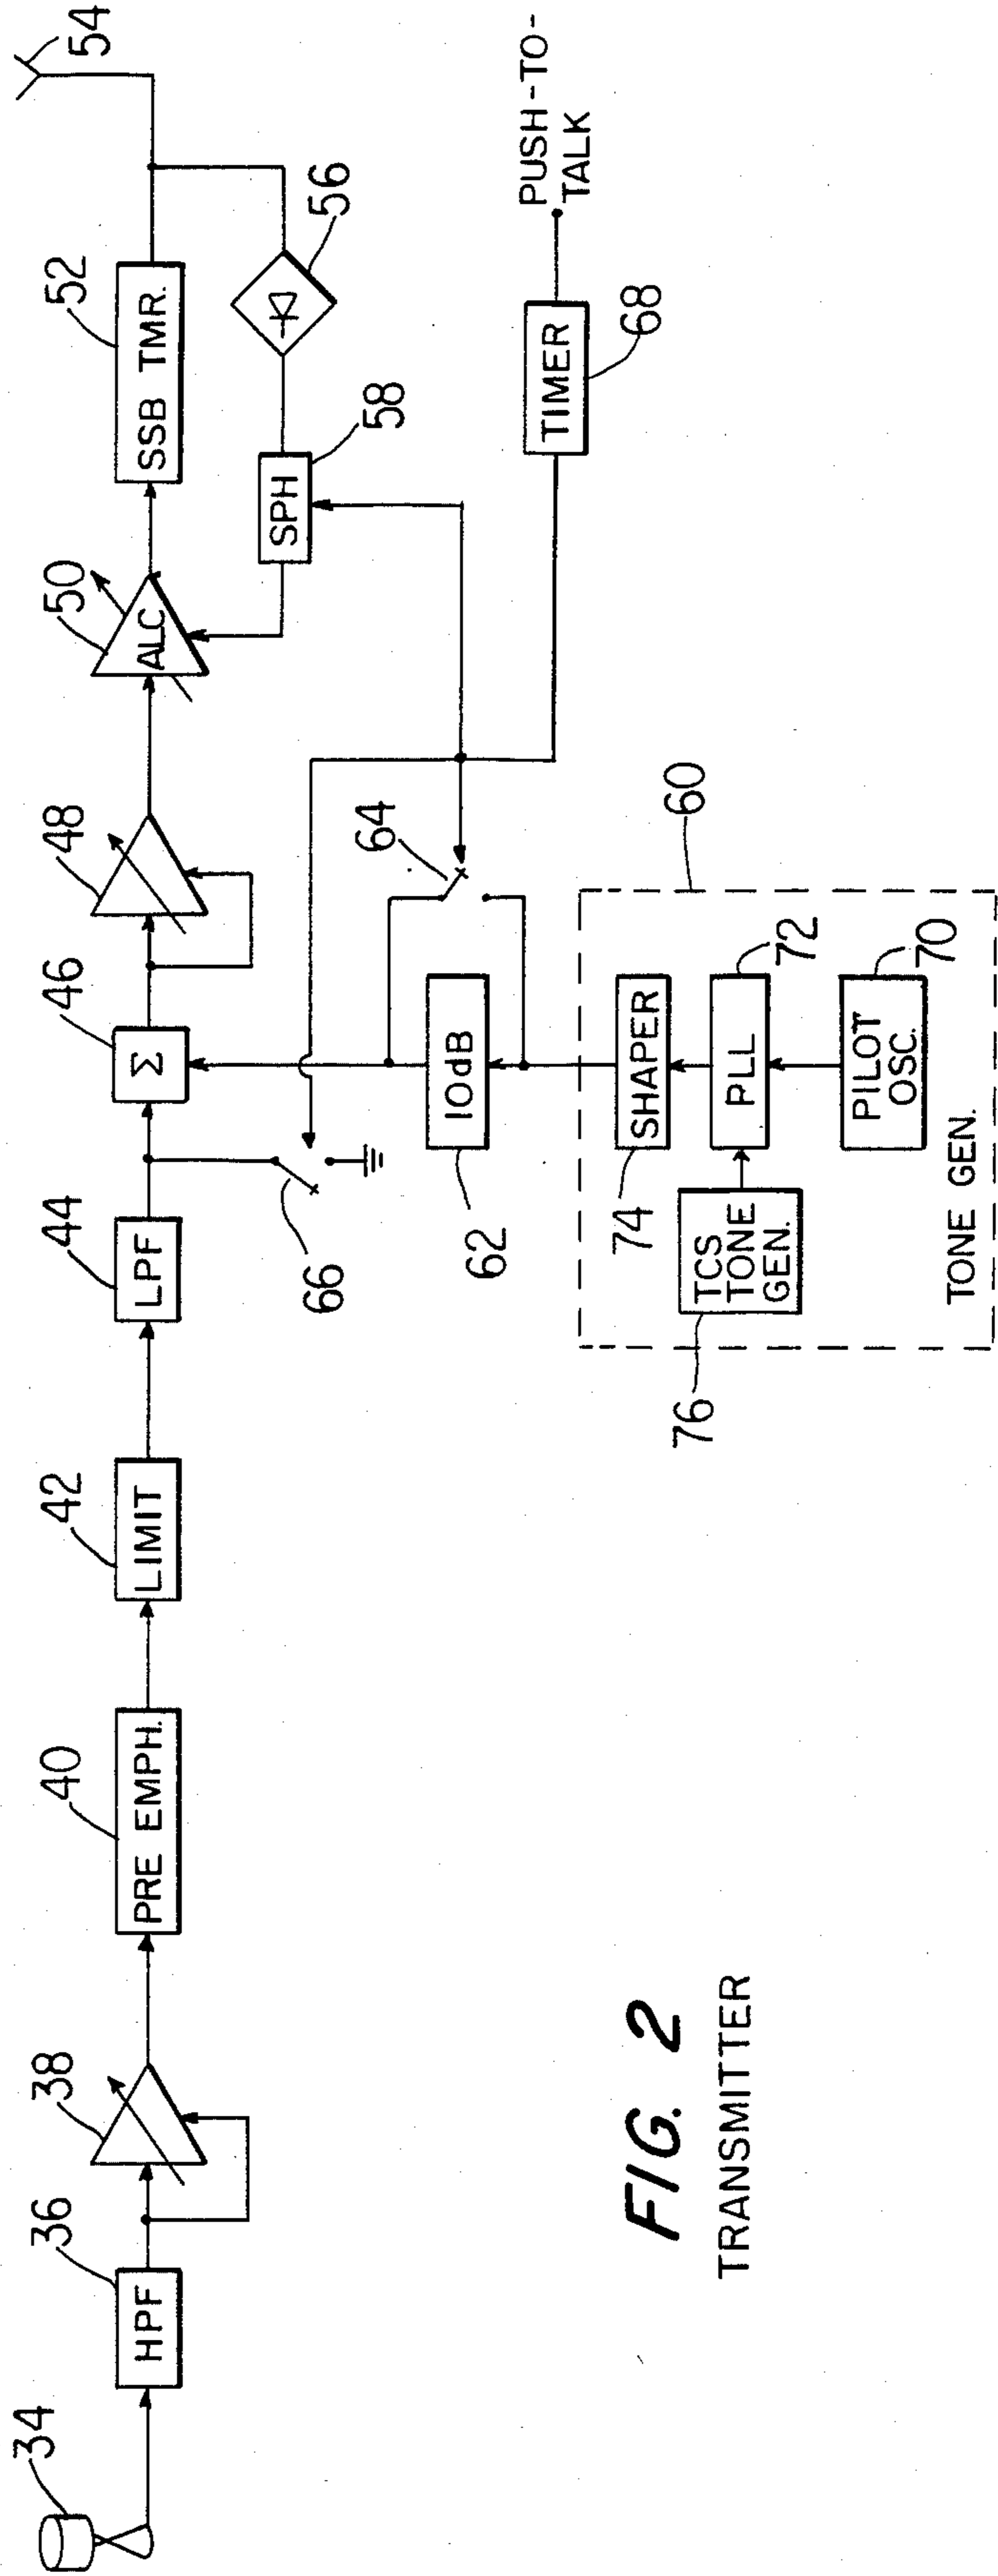 34
36
HPF
38
40
PRE EMPH.
42
LIMIT
44
LPF
46
Σ
48
50
ALC
52
SSB TMR.
54
56
58
SPH
66
64
62
10dB
68
TIMER
PUSH-TO-
TALK
60
74
SHAPER
72
PLL
70
PILOT
OSC.
76
TCS
TONE
GEN.
TONE GEN.
FIG. 2
TRANSMITTER